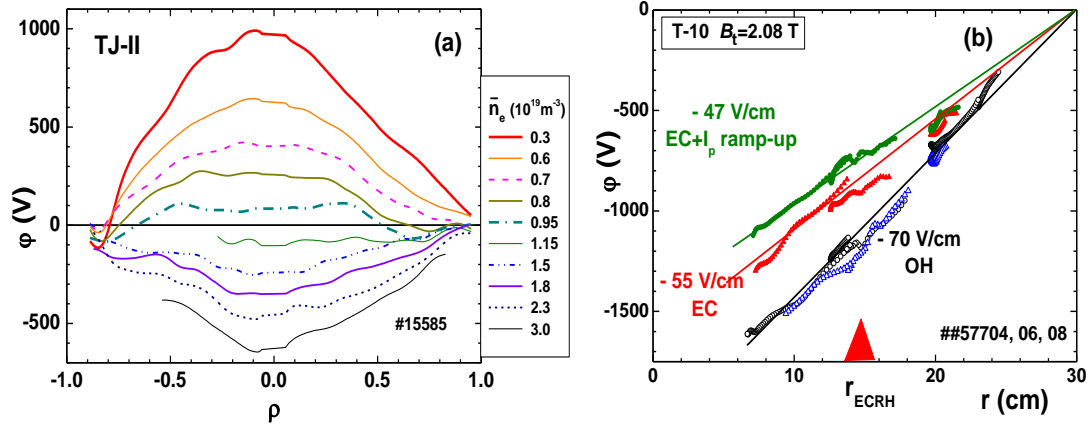 TJ-II
(a)
1000
500
0
-500
φ (V)
-1.0 -0.5 0.0 0.5 1.0
ρ
#15585
n̄e (10¹⁹m⁻³)
0.3
0.6
0.7
0.8
0.95
1.15
1.5
1.8
2.3
3.0
T-10 Bt=2.08 T
(b)
0
-500
-1000
-1500
φ (V)
- 47 V/cm
EC+Ip ramp-up
- 55 V/cm
EC
- 70 V/cm
OH
##57704, 06, 08
0 10 20 30
rECRH
r (cm)